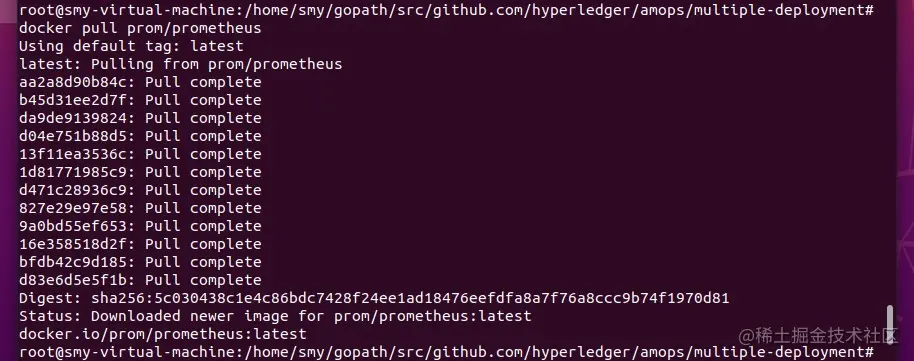 root@smy-virtual-machine:/home/smy/gopath/src/github.com/hyperledger/amops/multiple-deployment#
docker pull prom/prometheus
Using default tag: latest
latest: Pulling from prom/prometheus
aa2a8d90b84c: Pull complete
b45d31ee2d7f: Pull complete
da9de9139824: Pull complete
d04e751b88d5: Pull complete
13f11ea3536c: Pull complete
1d81771985c9: Pull complete
d471c28936c9: Pull complete
827e29e97e58: Pull complete
9a0bd55ef653: Pull complete
16e358518d2f: Pull complete
bfdb42c9d185: Pull complete
d83e6d5e5f1b: Pull complete
Digest: sha256:5c030438c1e4c86bdc7428f24ee1ad18476eefdfa8a7f76a8ccc9b74f1970d81
Status: Downloaded newer image for prom/prometheus:latest
docker.io/prom/prometheus:latest
root@smy-virtual-machine:/home/smy/gopath/src/github.com/hyperledger/amops/multiple-deployment#
@稀土掘金技术社区